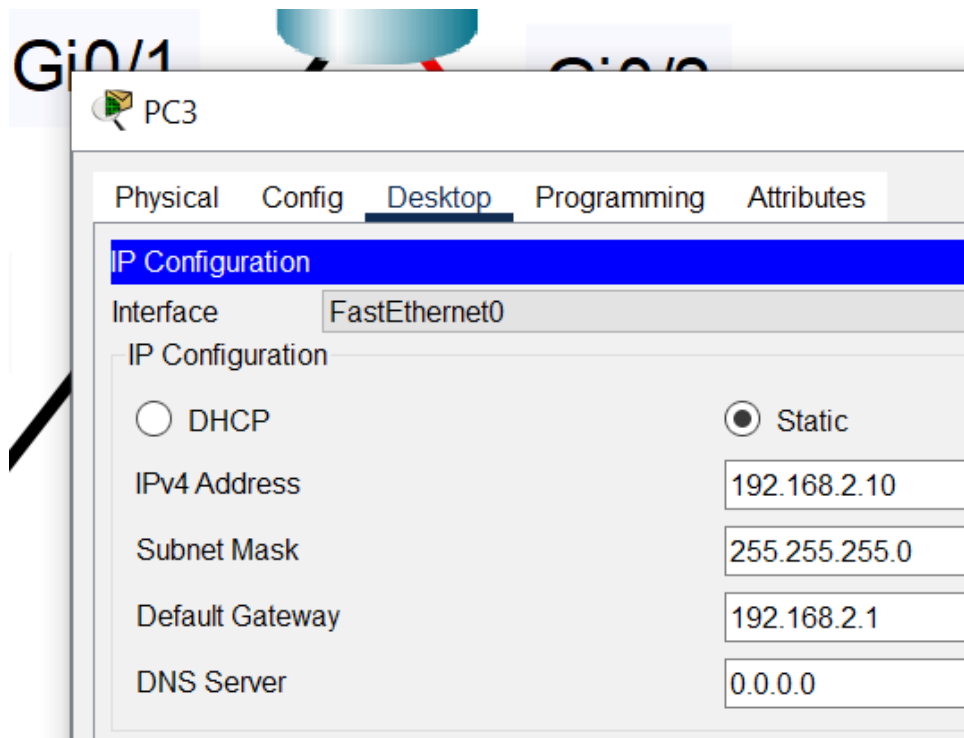 Gi0/1
PC3
Physical Config Desktop Programming Attributes
IP Configuration
Interface FastEthernet0
IP Configuration
DHCP Static
IPv4 Address 192.168.2.10
Subnet Mask 255.255.255.0
Default Gateway 192.168.2.1
DNS Server 0.0.0.0